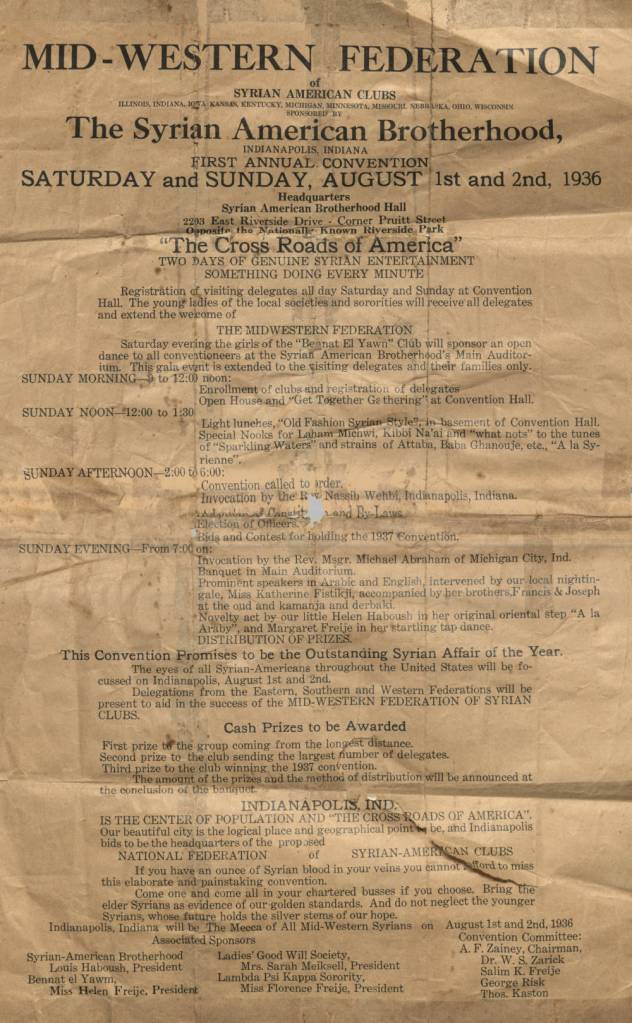 MID-WESTERN FEDERATION
of
SYRIAN AMERICAN CLUBS
ILLINOIS, INDIANA, IOWA, KANSAS, KENTUCKY, MICHIGAN, MINNESOTA, MISSOURI, NEBRASKA, OHIO, WISCONSIN
SPONSORED BY
The Syrian American Brotherhood,
INDIANAPOLIS, INDIANA
FIRST ANNUAL CONVENTION
SATURDAY and SUNDAY, AUGUST 1st and 2nd, 1936
Headquarters
Syrian American Brotherhood Hall
2203 East Riverside Drive - Corner Pruitt Street
Opposite the Nationally Known Riverside Park
"The Cross Roads of America"
TWO DAYS OF GENUINE SYRIAN ENTERTAINMENT
SOMETHING DOING EVERY MINUTE
Registration of visiting delegates all day Saturday and Sunday at Convention
Hall. The young ladies of the local societies and sororities will receive all delegates
and extend the welcome of
THE MIDWESTERN FEDERATION
Saturday evening the girls of the "Bennat El Yawn" Club will sponsor an open
dance to all conventioneers at the Syrian American Brotherhood's Main Auditor-
ium. This gala event is extended to the visiting delegates and their families only.
SUNDAY MORNING—9 to 12:00 noon:
Enrollment of clubs and registration of delegates
Open House and "Get Together Gathering" at Convention Hall.
SUNDAY NOON—12:00 to 1:30
Light lunches, "Old Fashion Syrian Style", in basement of Convention Hall.
Special Nooks for Laham Michwi, Kibbi Na'ai and "what nots" to the tunes
of "Sparkling Waters" and strains of Attaba, Baba Ghanouje, etc., "A la Sy-
rienne".
SUNDAY AFTERNOON—2:00 to 6:00:
Convention called to order.
Invocation by the Rev. Nassib Wehbi, Indianapolis, Indiana.
and By-Laws
Election of Officers.
Bids and Contest for holding the 1937 Convention.
SUNDAY EVENING—From 7:00 on:
Invocation by the Rev. Msgr. Michael Abraham of Michigan City, Ind.
Banquet in Main Auditorium.
Prominent speakers in Arabic and English, intervened by our local nightin-
gale, Miss Katherine Fistikji, accompanied by her brothers, Francis & Joseph
at the oud and kamanja and derbaki.
Novelty act by our little Helen Haboush in her original oriental step "A la
Araby", and Margaret Freije in her startling tap dance.
DISTRIBUTION OF PRIZES.
This Convention Promises to be the Outstanding Syrian Affair of the Year.
The eyes of all Syrian-Americans throughout the United States will be fo-
cussed on Indianapolis, August 1st and 2nd.
Delegations from the Eastern, Southern and Western Federations will be
present to aid in the success of the MID-WESTERN FEDERATION OF SYRIAN
CLUBS.
Cash Prizes to be Awarded
First prize to the group coming from the longest distance.
Second prize to the club sending the largest number of delegates.
Third prize to the club winning the 1937 convention.
The amount of the prizes and the method of distribution will be announced at
the conclusion of the banquet.
INDIANAPOLIS, IND.
IS THE CENTER OF POPULATION AND "THE CROSS ROADS OF AMERICA".
Our beautiful city is the logical place and geographical point to be, and Indianapolis
bids to be the headquarters of the proposed
NATIONAL FEDERATION of SYRIAN-AMERICAN CLUBS
If you have an ounce of Syrian blood in your veins you cannot afford to miss
this elaborate and painstaking convention.
Come one and come all in your chartered busses if you choose. Bring the
elder Syrians as evidence of our golden standards. And do not neglect the younger
Syrians, whose future holds the silver stems of our hope.
Indianapolis, Indiana will be The Mecca of All Mid-Western Syrians on August 1st and 2nd, 1936
Associated Sponsors
Syrian-American Brotherhood
Louis Haboush, President
Bennat el Yawm,
Miss Helen Freije, President
Ladies' Good Will Society,
Mrs. Sarah Meiksell, President
Lambda Psi Kappa Sorority,
Miss Florence Freije, President
Convention Committee:
A. F. Zainey, Chairman,
Dr. W. S. Zarick
Salim K. Freije
George Risk
Thos. Kaston